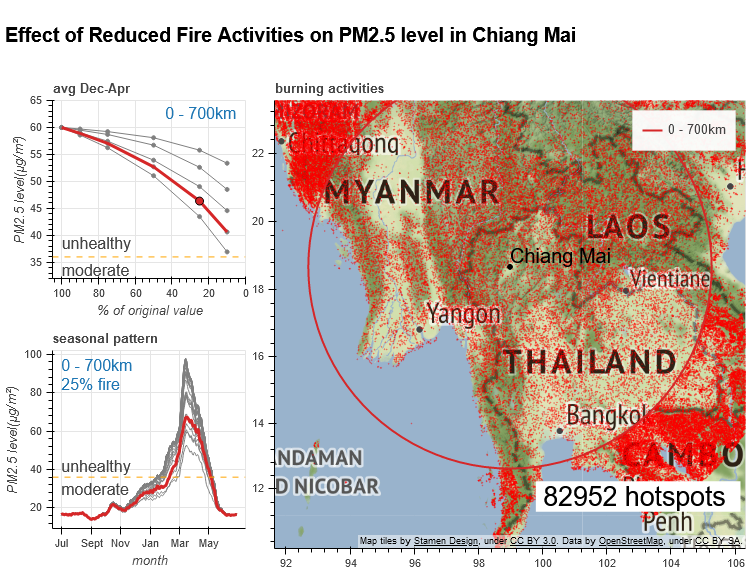 Effect of Reduced Fire Activities on PM2.5 level in Chiang Mai
avg Dec-Apr
0 - 700km
65
60
55
50
45
40
35
PM2.5 level(μg/m²)
unhealthy
moderate
100
80
60
40
20
0
% of original value
seasonal pattern
0 - 700km
25% fire
100
80
60
40
20
PM2.5 level(μg/m²)
unhealthy
moderate
Jul
Sept
Nov
Jan
Mar
May
month
burning activities
0 - 700km
22
20
18
16
14
12
Chittagong
MYANMAR
LAOS
Chiang Mai
Vientiane
Yangon
THAILAND
Bangkok
NDAMAN
D NICOBAR
CAMBO
82952 hotspots
Penh
Map tiles by Stamen Design, under CC BY 3.0. Data by OpenStreetMap, under CC BY SA.
92
94
96
98
100
102
104
106